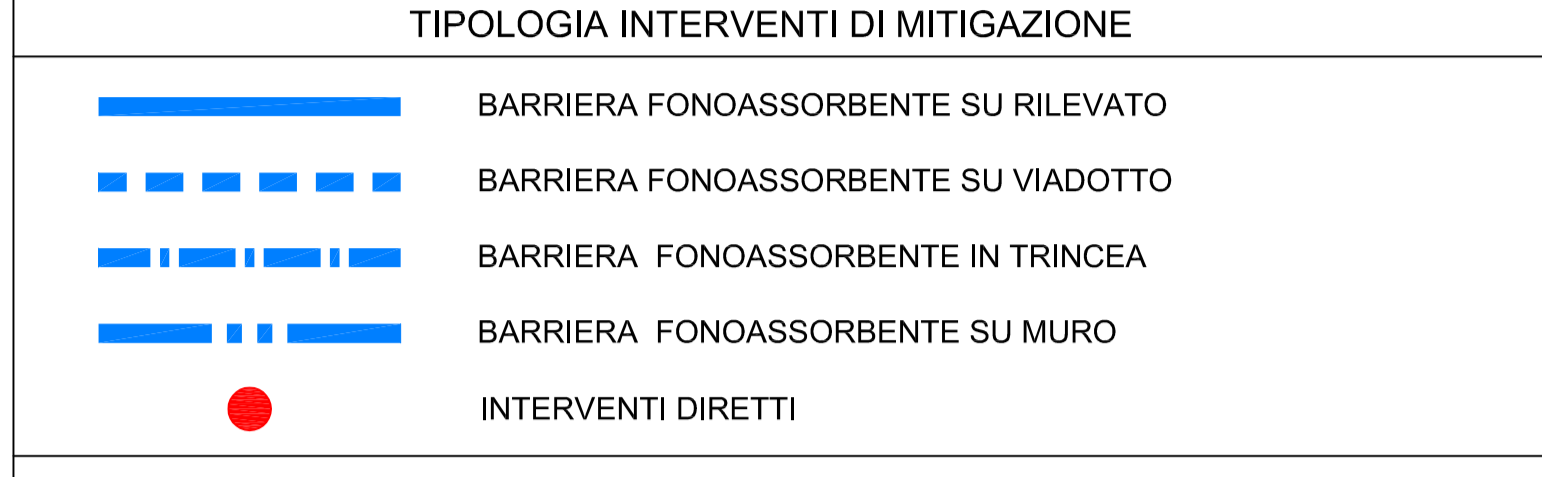 TIPOLOGIA INTERVENTI DI MITIGAZIONE
BARRIERA FONOASSORBENTE SU RILEVATO
BARRIERA FONOASSORBENTE SU VIADOTTO
BARRIERA  FONOASSORBENTE IN TRINCEA
BARRIERA  FONOASSORBENTE SU MURO
INTERVENTI DIRETTI